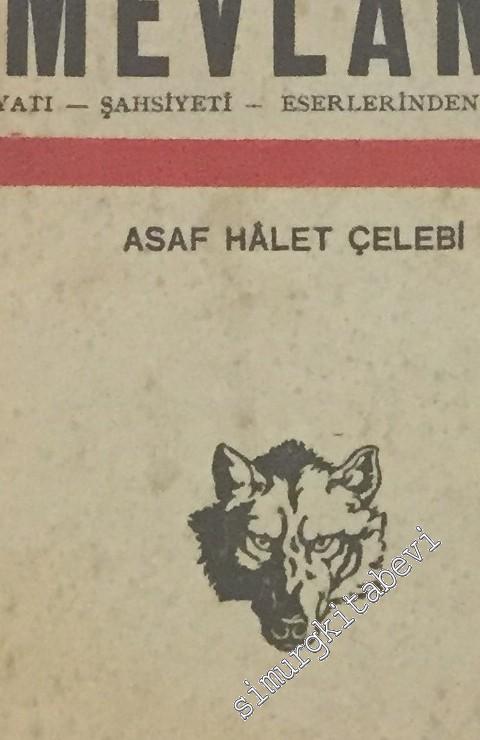 MEVLAN
YATI — ŞAHSİYETİ — ESERLERİNDEN
ASAF HÂLET ÇELEBİ
simurgkitabevi